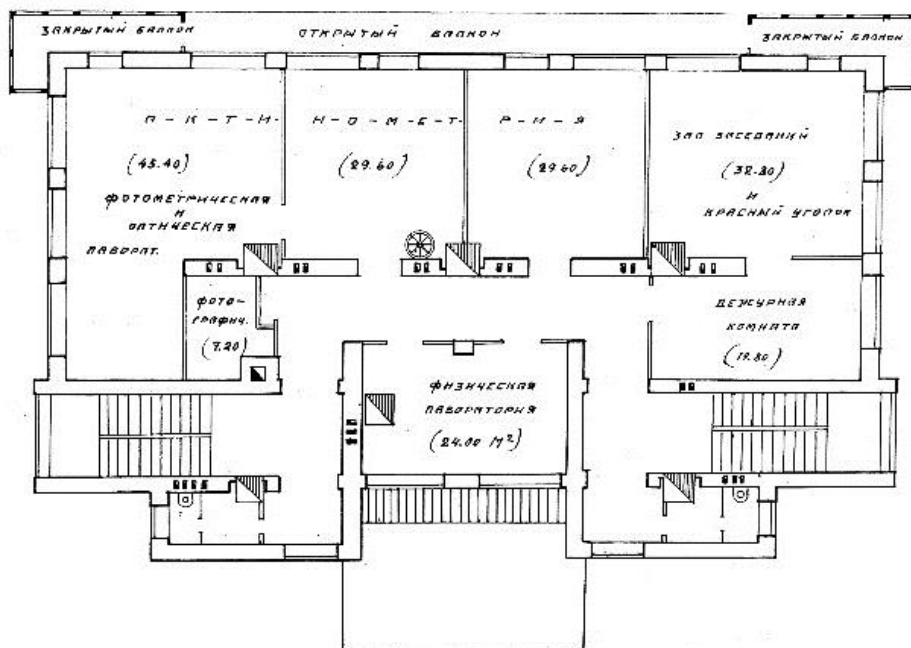 ЗАКРЫТЫЙ БАЛКОН
ОТКРЫТЫЙ БАЛКОН
ЗАКРЫТЫЙ БАЛКОН
А-К-Т-И-Н-О-М-Е-Т-Р-И-Я
(45.40)
(29.60)
(29.60)
ЗАЛ ЗАСЕДАНИЙ
(32.80)
И
КРАСНЫЙ УГОЛОК
ФОТОМЕТРИЧЕСКАЯ
И
ОПТИЧЕСКАЯ
ЛАБОРАТ.
ФОТО-
ГРАФИЧ.
(7.20)
ДЕЖУРНАЯ
КОМНАТА
(19.80)
ФИЗИЧЕСКАЯ
ЛАБОРАТОРИЯ
(24.00 М²)